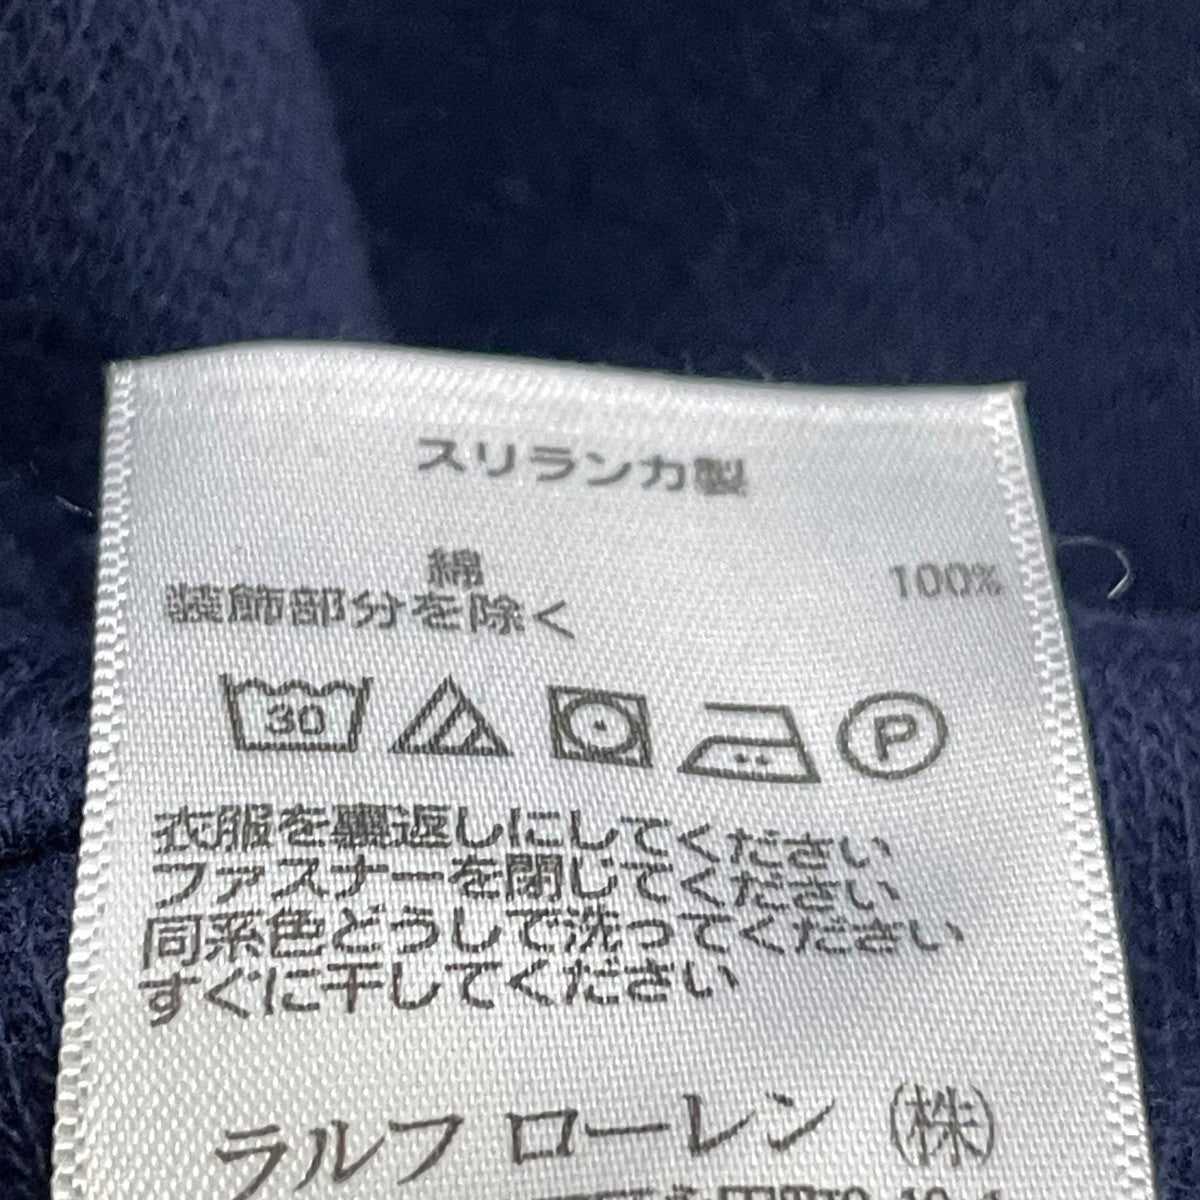 スリランカ製
綿 100%
装飾部分を除く
30 P
衣服を裏返しにしてください
ファスナーを閉じてください
同系色どうしで洗ってください
すぐに干してください
ラルフ ローレン (株)